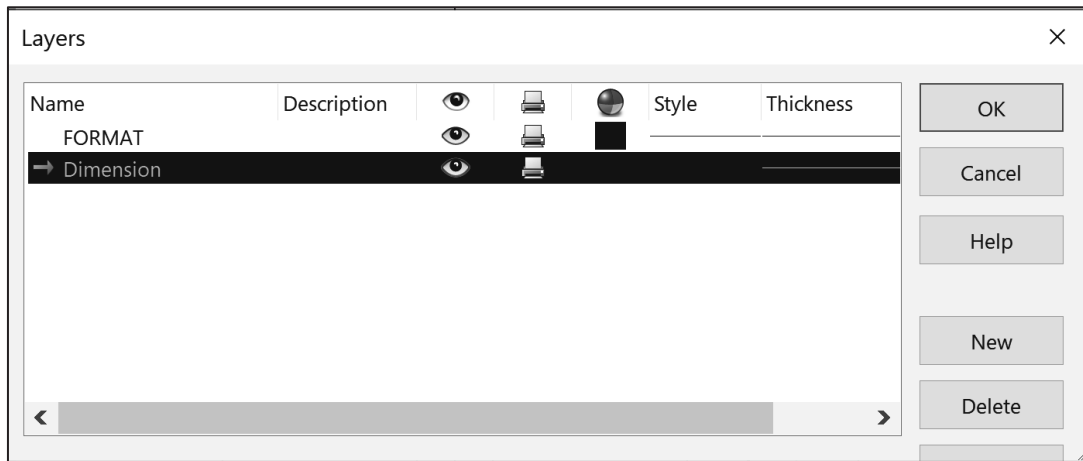 Layers
Name Description Style Thickness
FORMAT
Dimension
OK
Cancel
Help
New
Delete